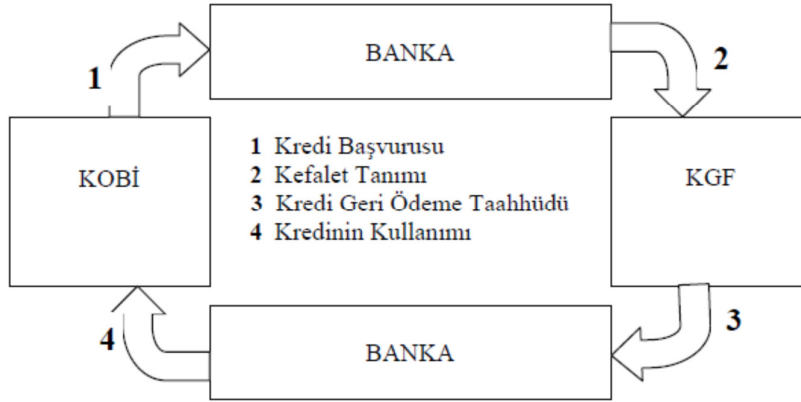 BANKA
1
2
KOBİ
1 Kredi Başvurusu
2 Kefalet Tanımı
3 Kredi Geri Ödeme Taahhüdü
4 Kredinin Kullanımı
KGF
4
BANKA
3